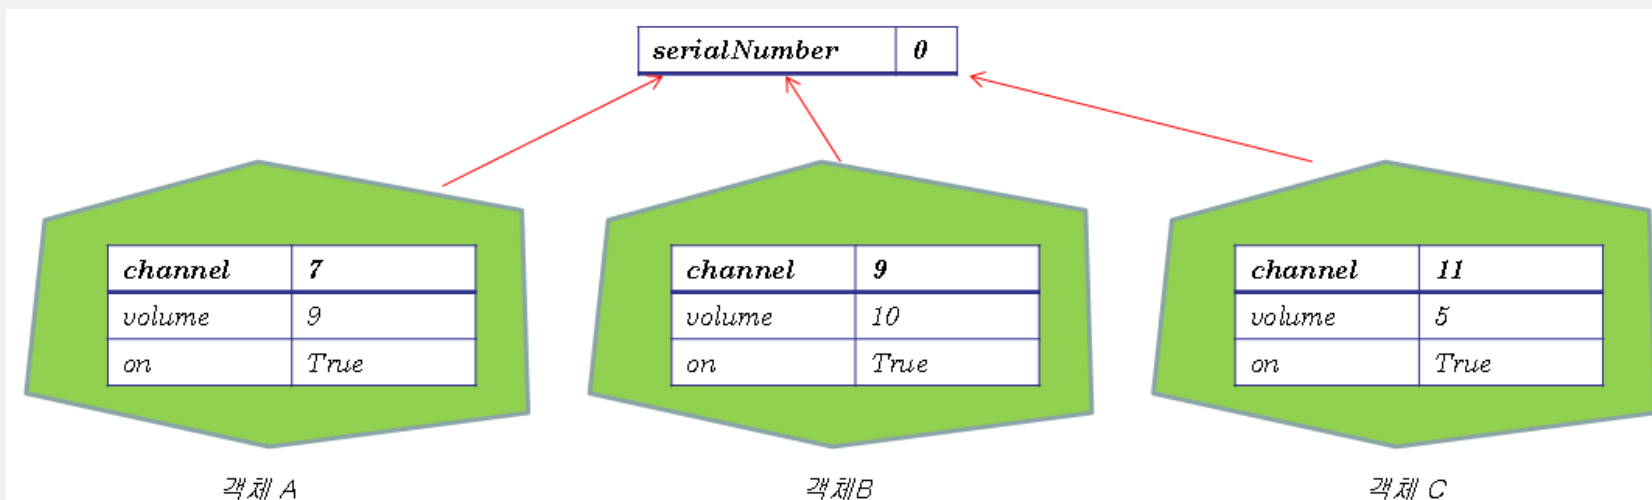 serialNumber 0
channel 7
volume 9
on True
객체 A
channel 9
volume 10
on True
객체B
channel 11
volume 5
on True
객체 C